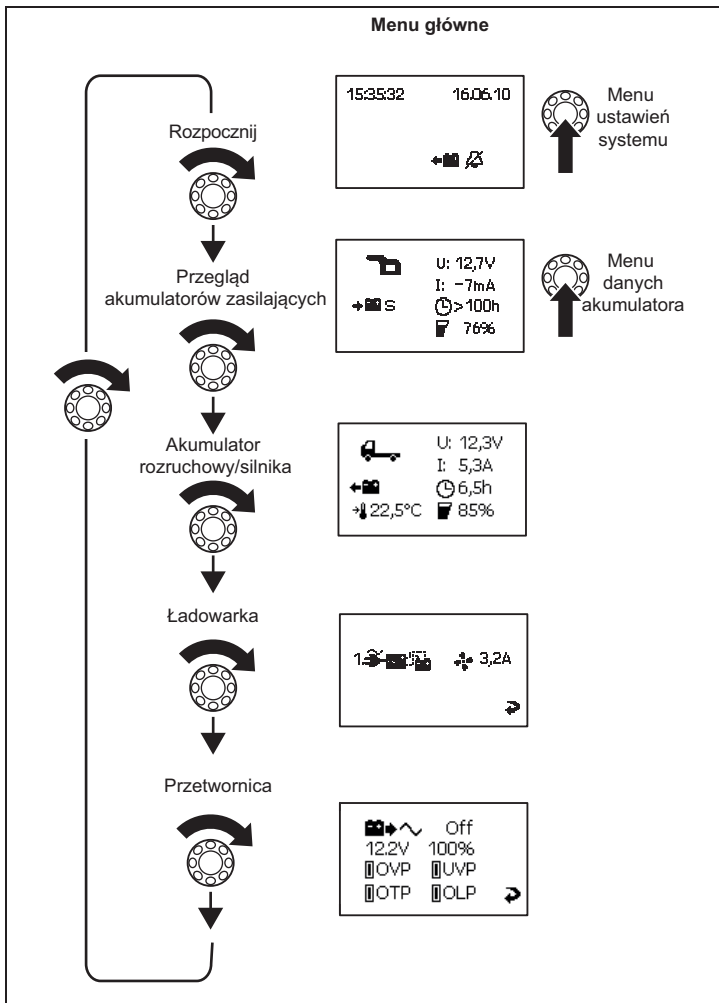 Menu główne
Rozpocznij
15:35:32 16.06.10
Menu
ustawień
systemu
Przegląd
akumulatorów zasilających
U: 12,7V
I: -7mA
S >100h
76%
Menu
danych
akumulatora
Akumulator
rozruchowy/silnika
U: 12,3V
I: 5,3A
6,5h
22,5°C 85%
Ładowarka
1. 3,2A
Przetwornica
Off
12.2V 100%
OVP UVP
OTP OLP